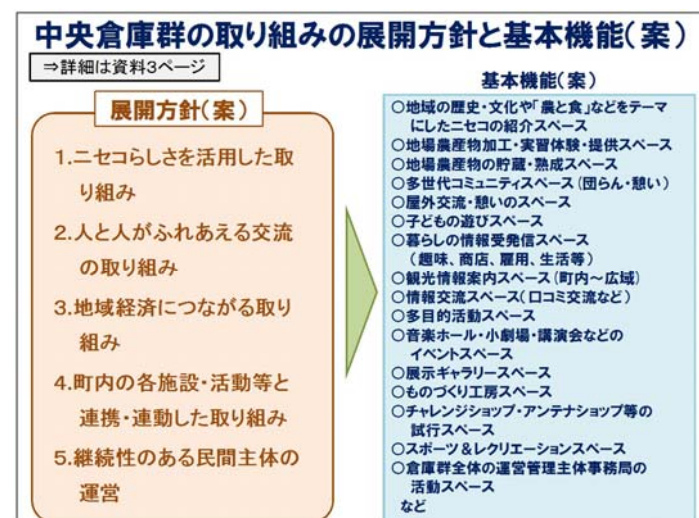 中央倉庫群の取り組みの展開方針と基本機能(案)
⇒詳細は資料3ページ
展開方針(案)
1.ニセコらしさを活用した取
り組み
2.人と人がふれあえる交流
の取り組み
3.地域経済につながる取り
組み
4.町内の各施設・活動等と
連携・連動した取り組み
5.継続性のある民間主体の
運営
基本機能(案)
○地域の歴史・文化や「農と食」などをテーマ
にしたニセコの紹介スペース
○地場農産物加工・実習体験・提供スペース
○地場農産物の貯蔵・熟成スペース
○多世代コミュニティスペース(団らん・憩い)
○屋外交流・憩いのスペース
○子どもの遊びスペース
○暮らしの情報受発信スペース
(趣味、商店、雇用、生活等)
○観光情報案内スペース(町内～広域)
○情報交流スペース(口コミ交流など)
○多目的活動スペース
○音楽ホール・小劇場・講演会などの
イベントスペース
○展示ギャラリースペース
○ものづくり工房スペース
○チャレンジショップ・アンテナショップ等の
試行スペース
○スポーツ&レクリエーションスペース
○倉庫群全体の運営管理主体事務局の
活動スペース
など